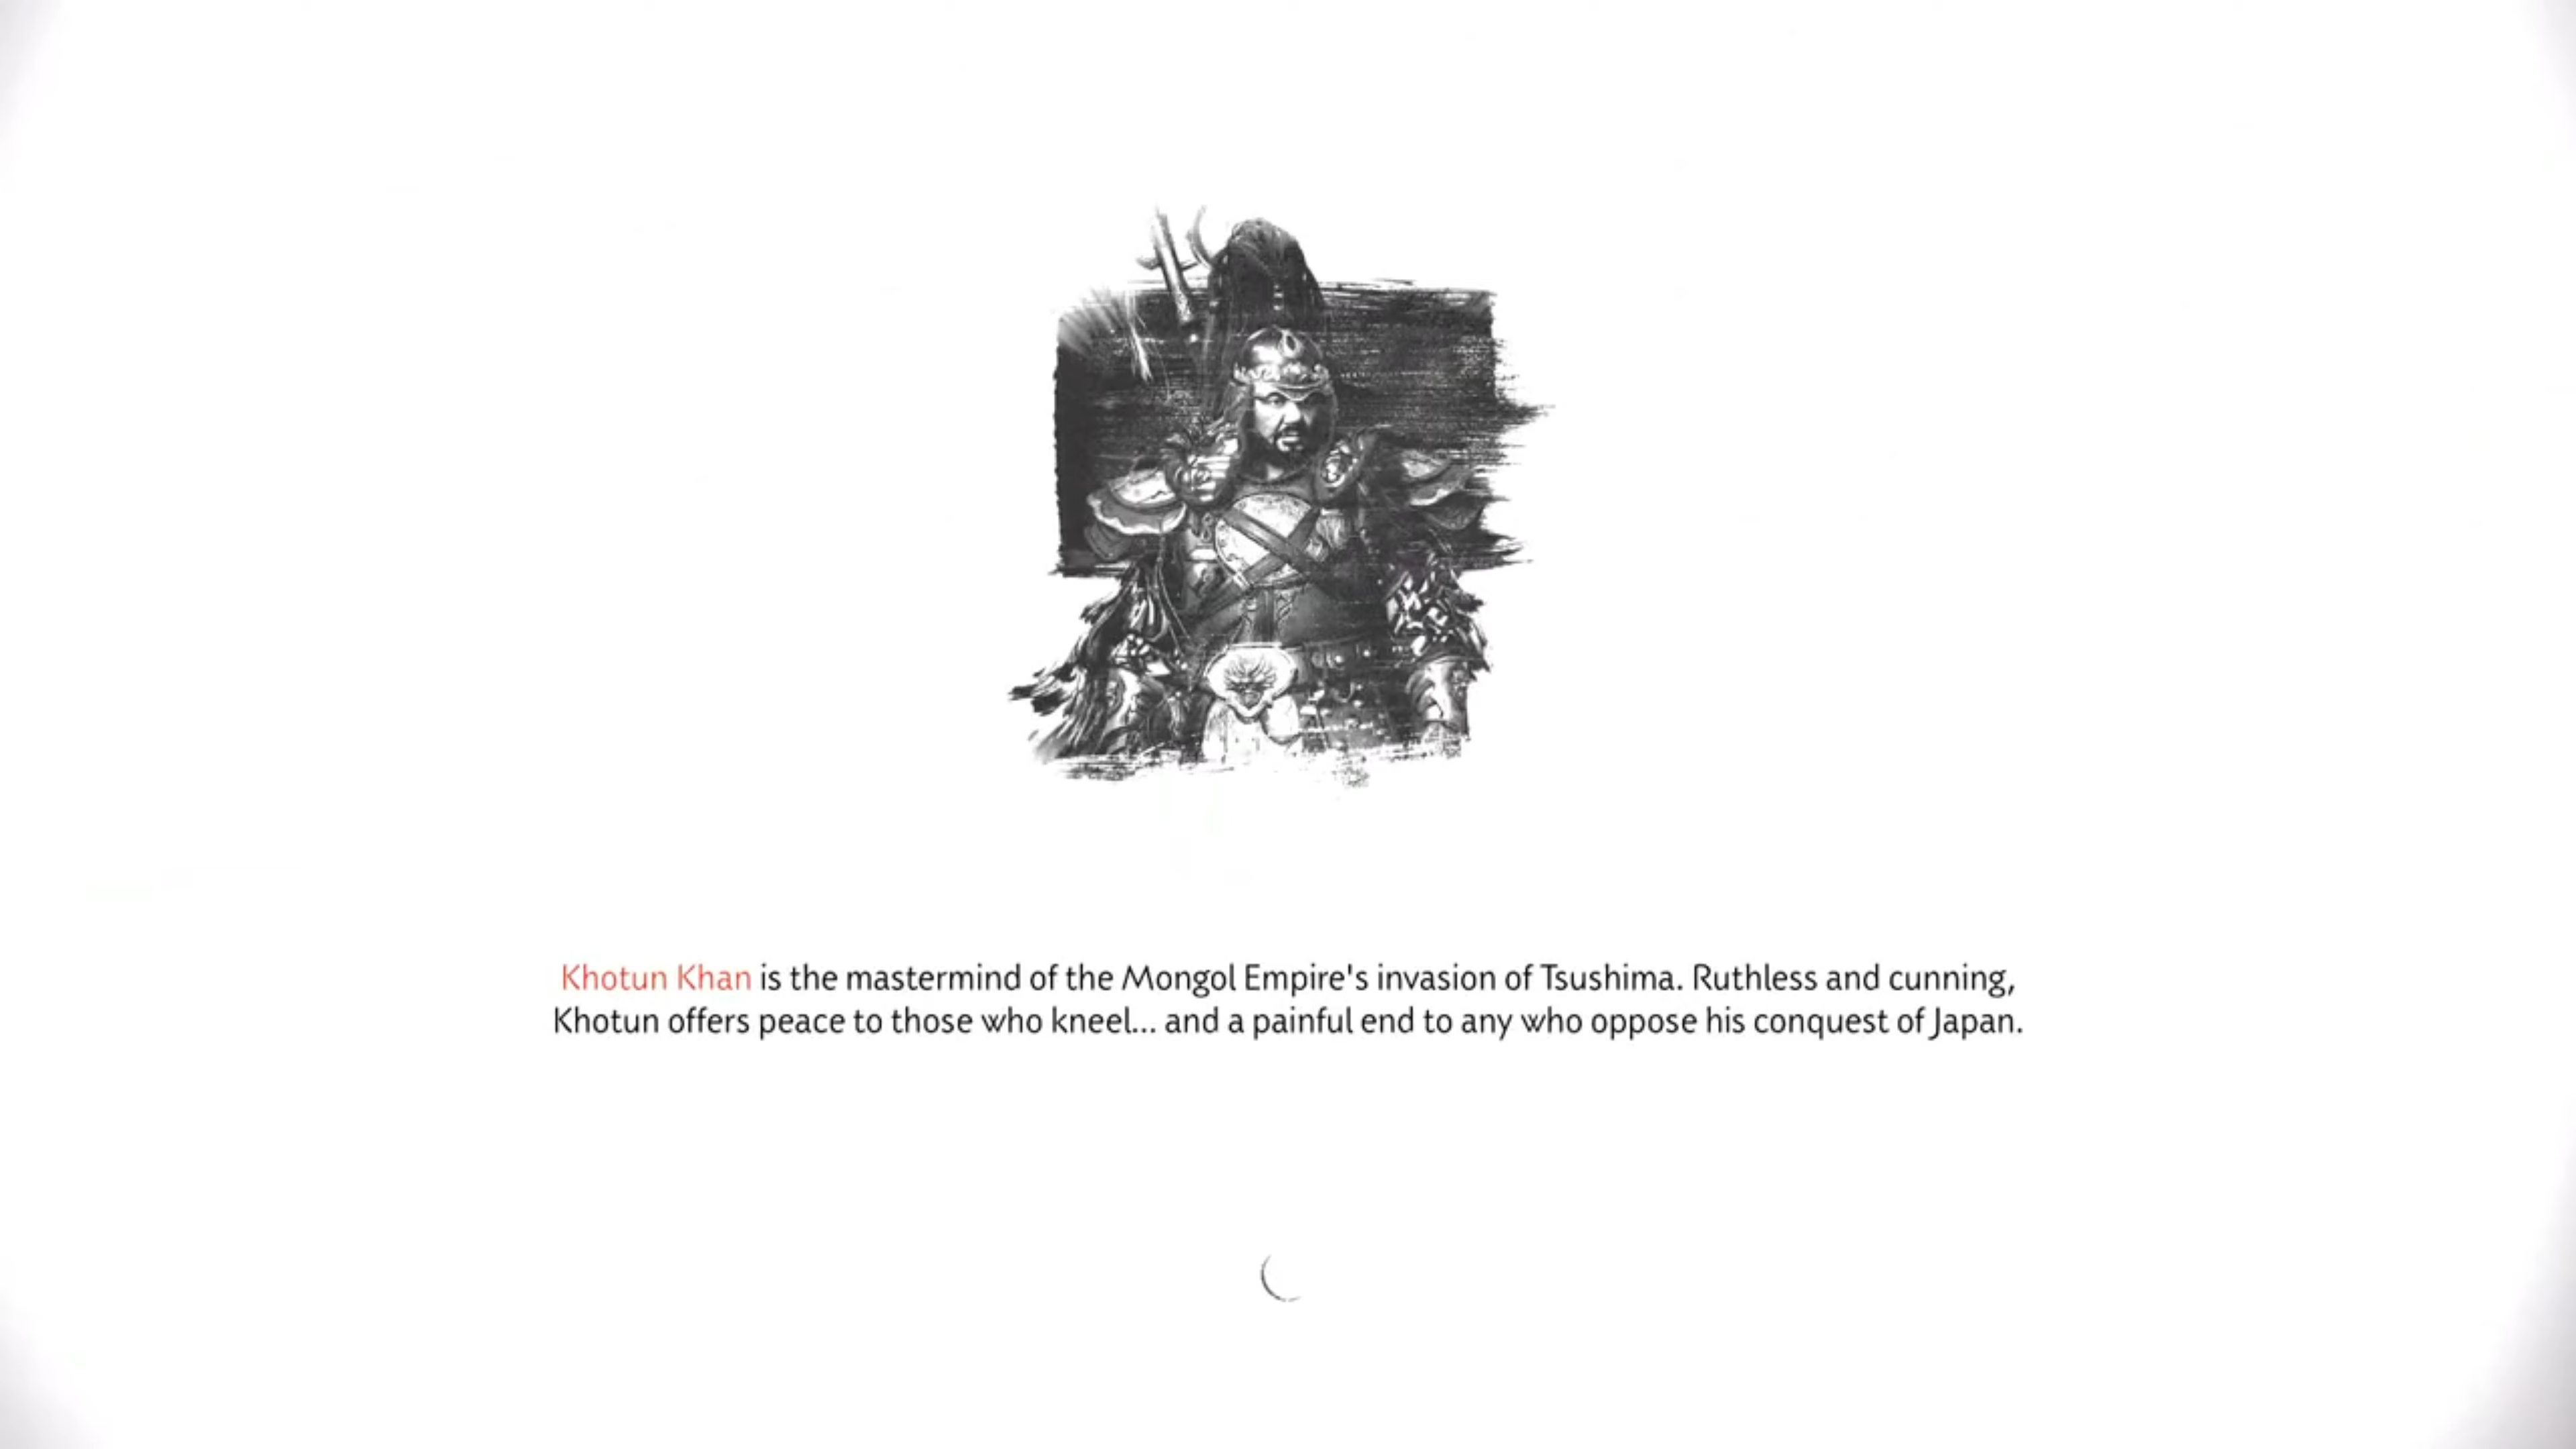 Khotun Khan is the mastermind of the Mongol Empire's invasion of Tsushima. Ruthless and cunning,
Khotun offers peace to those who kneel... and a painful end to any who oppose his conquest of Japan.